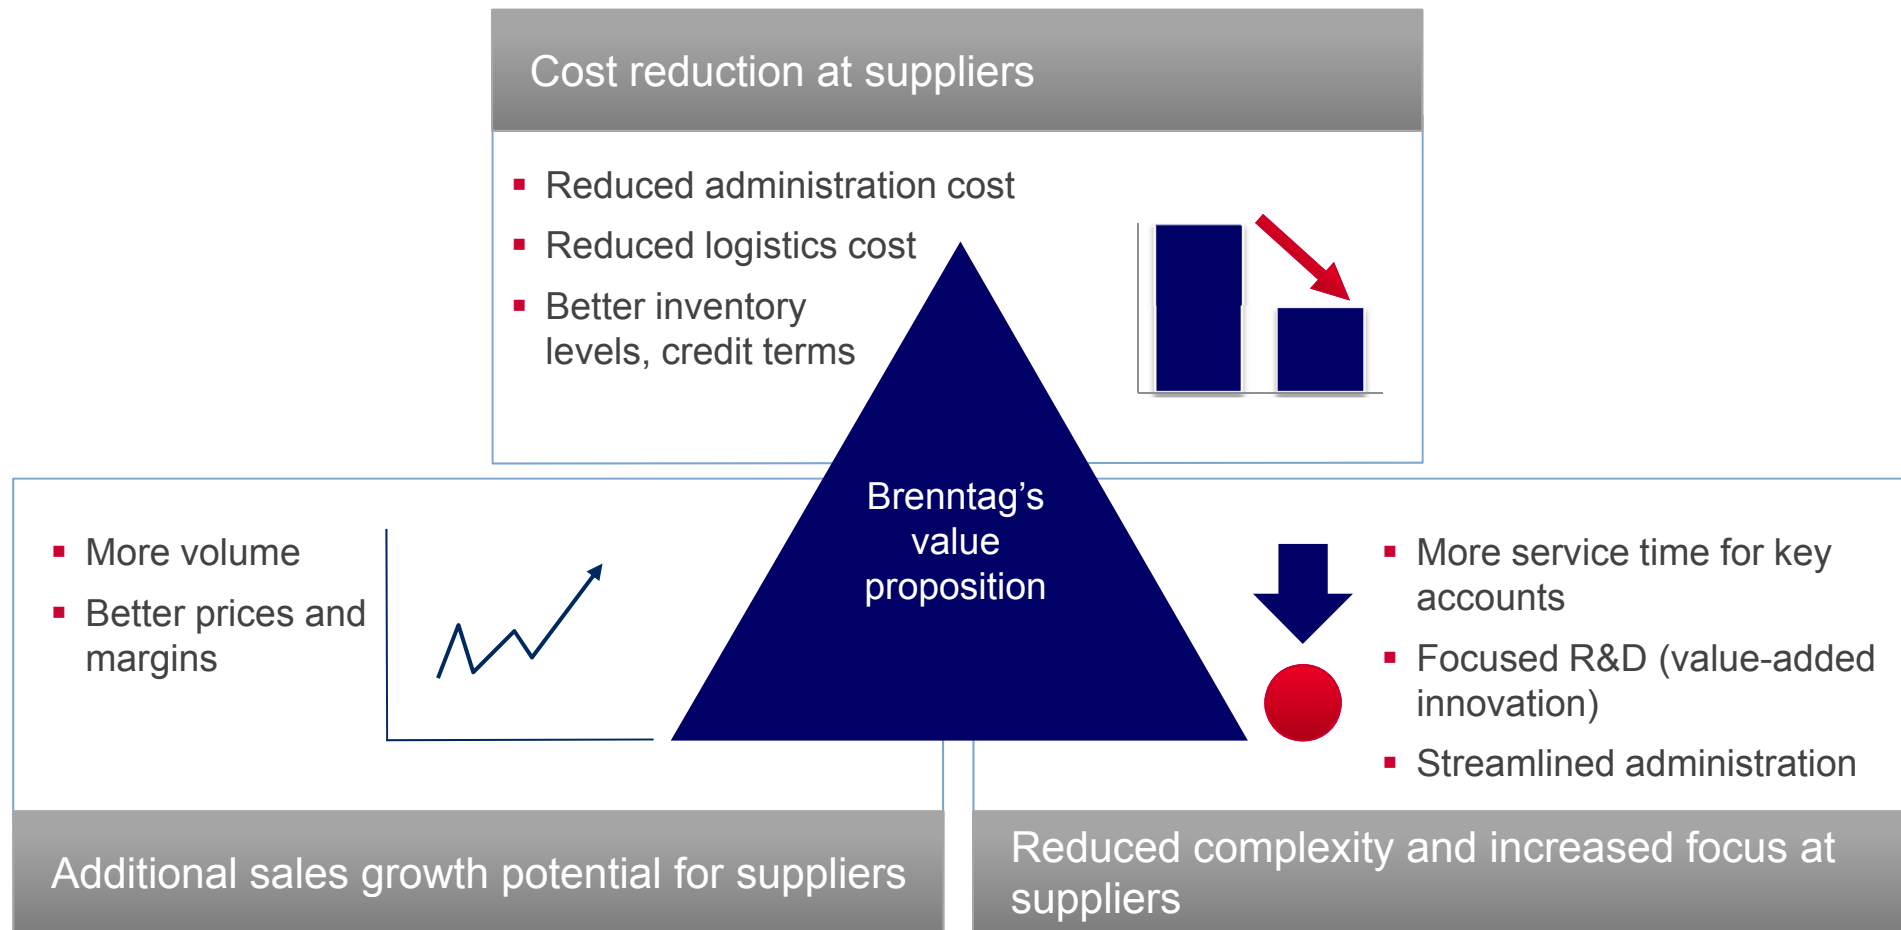 Cost reduction at suppliers
Reduced administration cost
Reduced logistics cost
Better inventory
levels, credit terms
Brenntag’s
value
proposition
More volume
Better prices and
margins
Additional sales growth potential for suppliers
More service time for key
accounts
Focused R&D (value-added
innovation)
Streamlined administration
Reduced complexity and increased focus at
suppliers